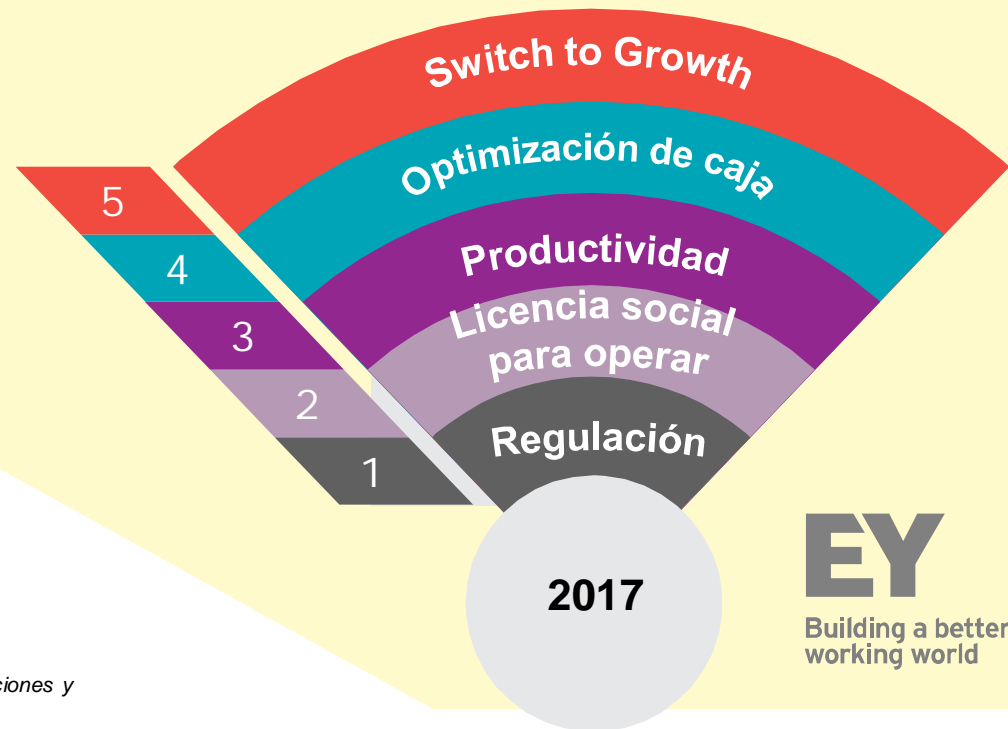 Switch to Growth
5
Optimización de caja
4
Productividad
3
Licencia social
para operar
2
Regulación
1
2017
EY
Building a better
working world
ciones y